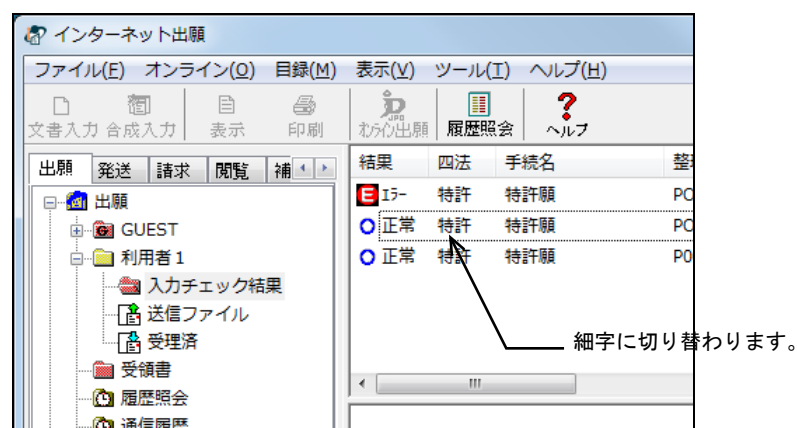 インターネット出願
ファイル(F) オンライン(O) 目録(M) 表示(V) ツール(T) ヘルプ(H)
文書入力 合成入力 表示 印刷 ｵﾝﾗｲﾝ出願 履歴照会 ヘルプ
出願 発送 請求 閲覧 補
結果 四法 手続名 整
出願
GUEST
利用者1
入力チェック結果
送信ファイル
受理済
受領書
履歴照会
通信履歴
E ｴﾗｰ 特許 特許願 PO
正常 特許 特許願 PO
正常 特許 特許願 P0
細字に切り替わります。